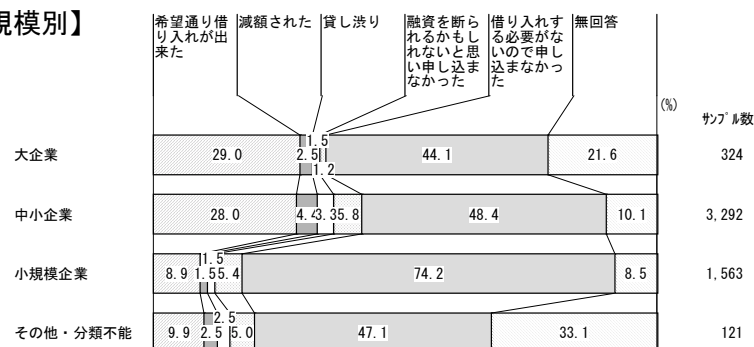 規模別】
希望通り借
り入れが出
来た
減額された
貸し渋り
融資を断ら
れるかもし
れないと思
い申し込ま
なかった
借り入れす
る必要がな
いので申し
込まなかっ
た
無回答
(%)
ｻﾝﾌﾟﾙ数
大企業 29.0 2.5 1.5 1.2 44.1 21.6 324
中小企業 28.0 4.4 3.3 5.8 48.4 10.1 3,292
小規模企業 8.9 1.5 1.5 5.4 74.2 8.5 1,563
その他・分類不能 9.9 2.5 2.5 5.0 47.1 33.1 121